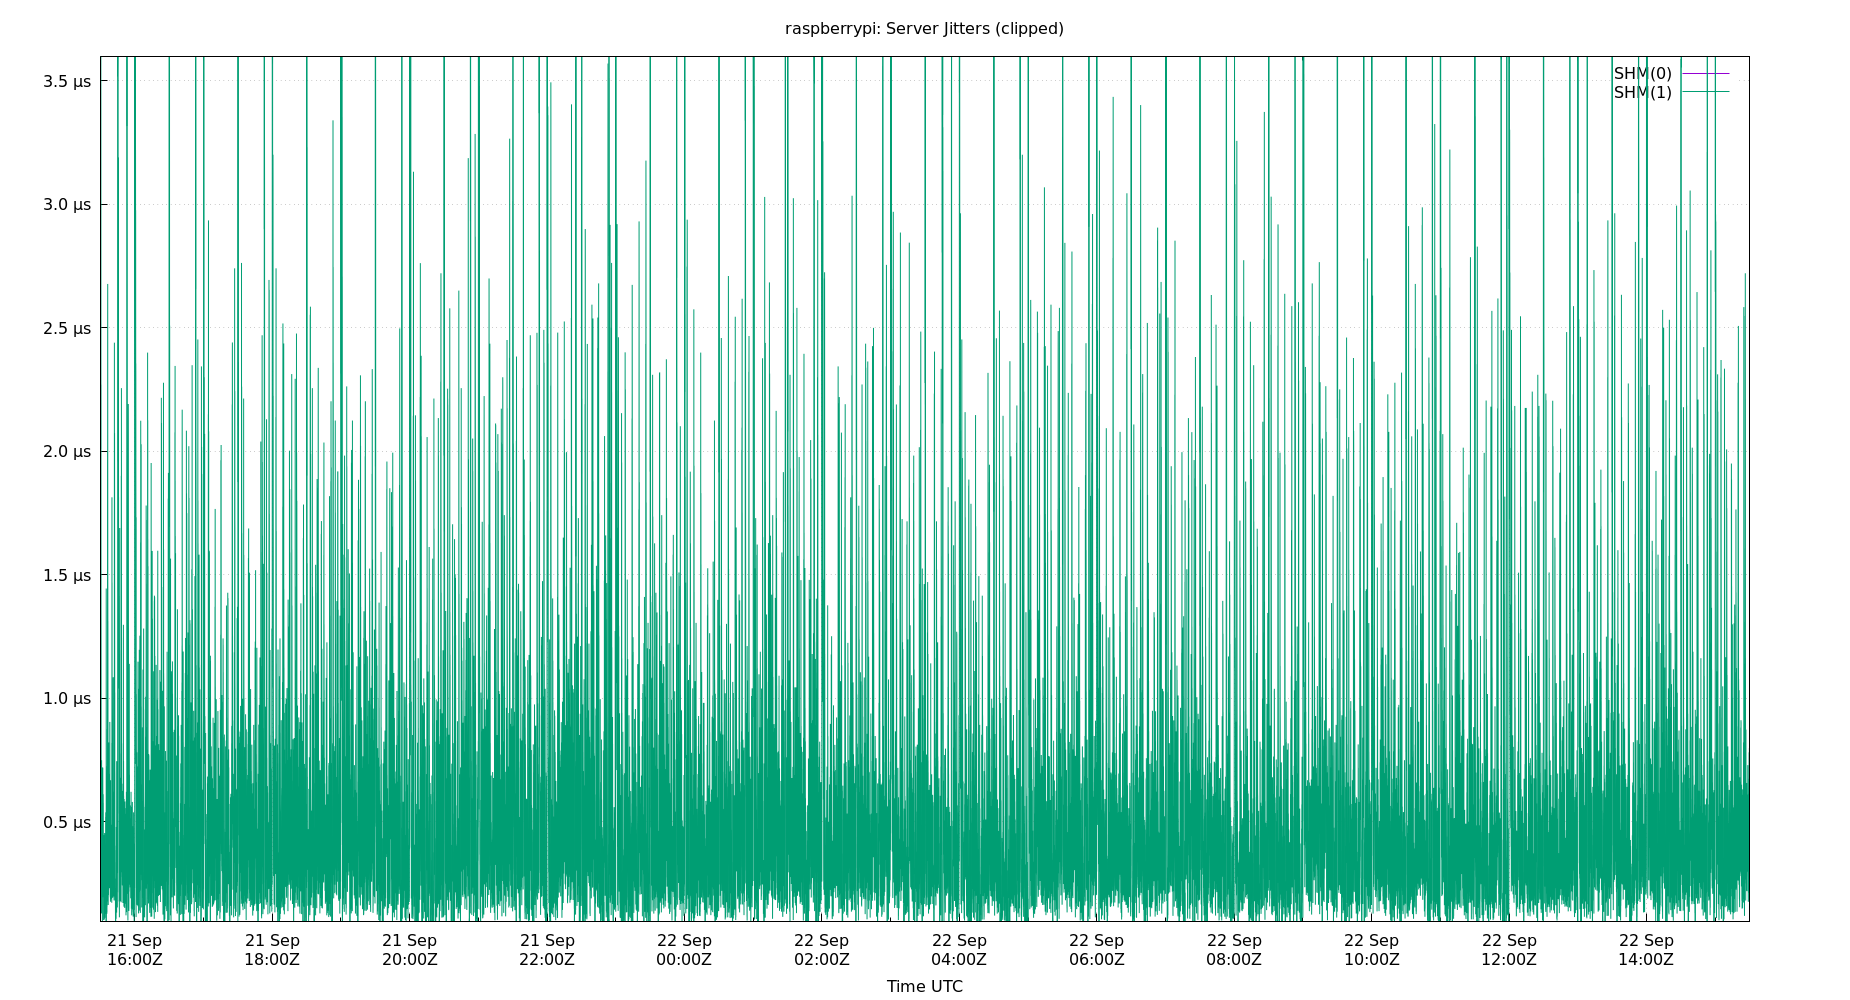 raspberrypi: Server Jitters (clipped)
3.5 µs
SHM(0)
SHM(1)
3.0 µs
2.5 µs
2.0 µs
1.5 µs
1.0 µs
0.5 µs
21 Sep 21 Sep 21 Sep 21 Sep 22 Sep 22 Sep 22 Sep 22 Sep 22 Sep 22 Sep 22 Sep 22 Sep
16:00Z 18:00Z 20:00Z 22:00Z 00:00Z 02:00Z 04:00Z 06:00Z 08:00Z 10:00Z 12:00Z 14:00Z
Time UTC